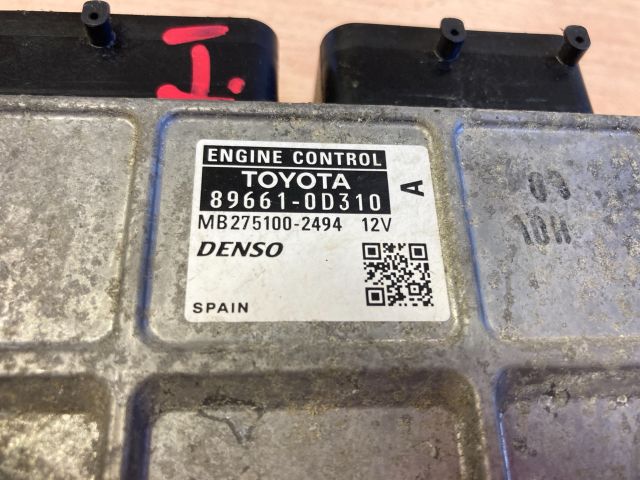 I.
ENGINE CONTROL
TOYOTA
89661-0D310
A
MB275100-2494 12V
DENSO
SPAIN